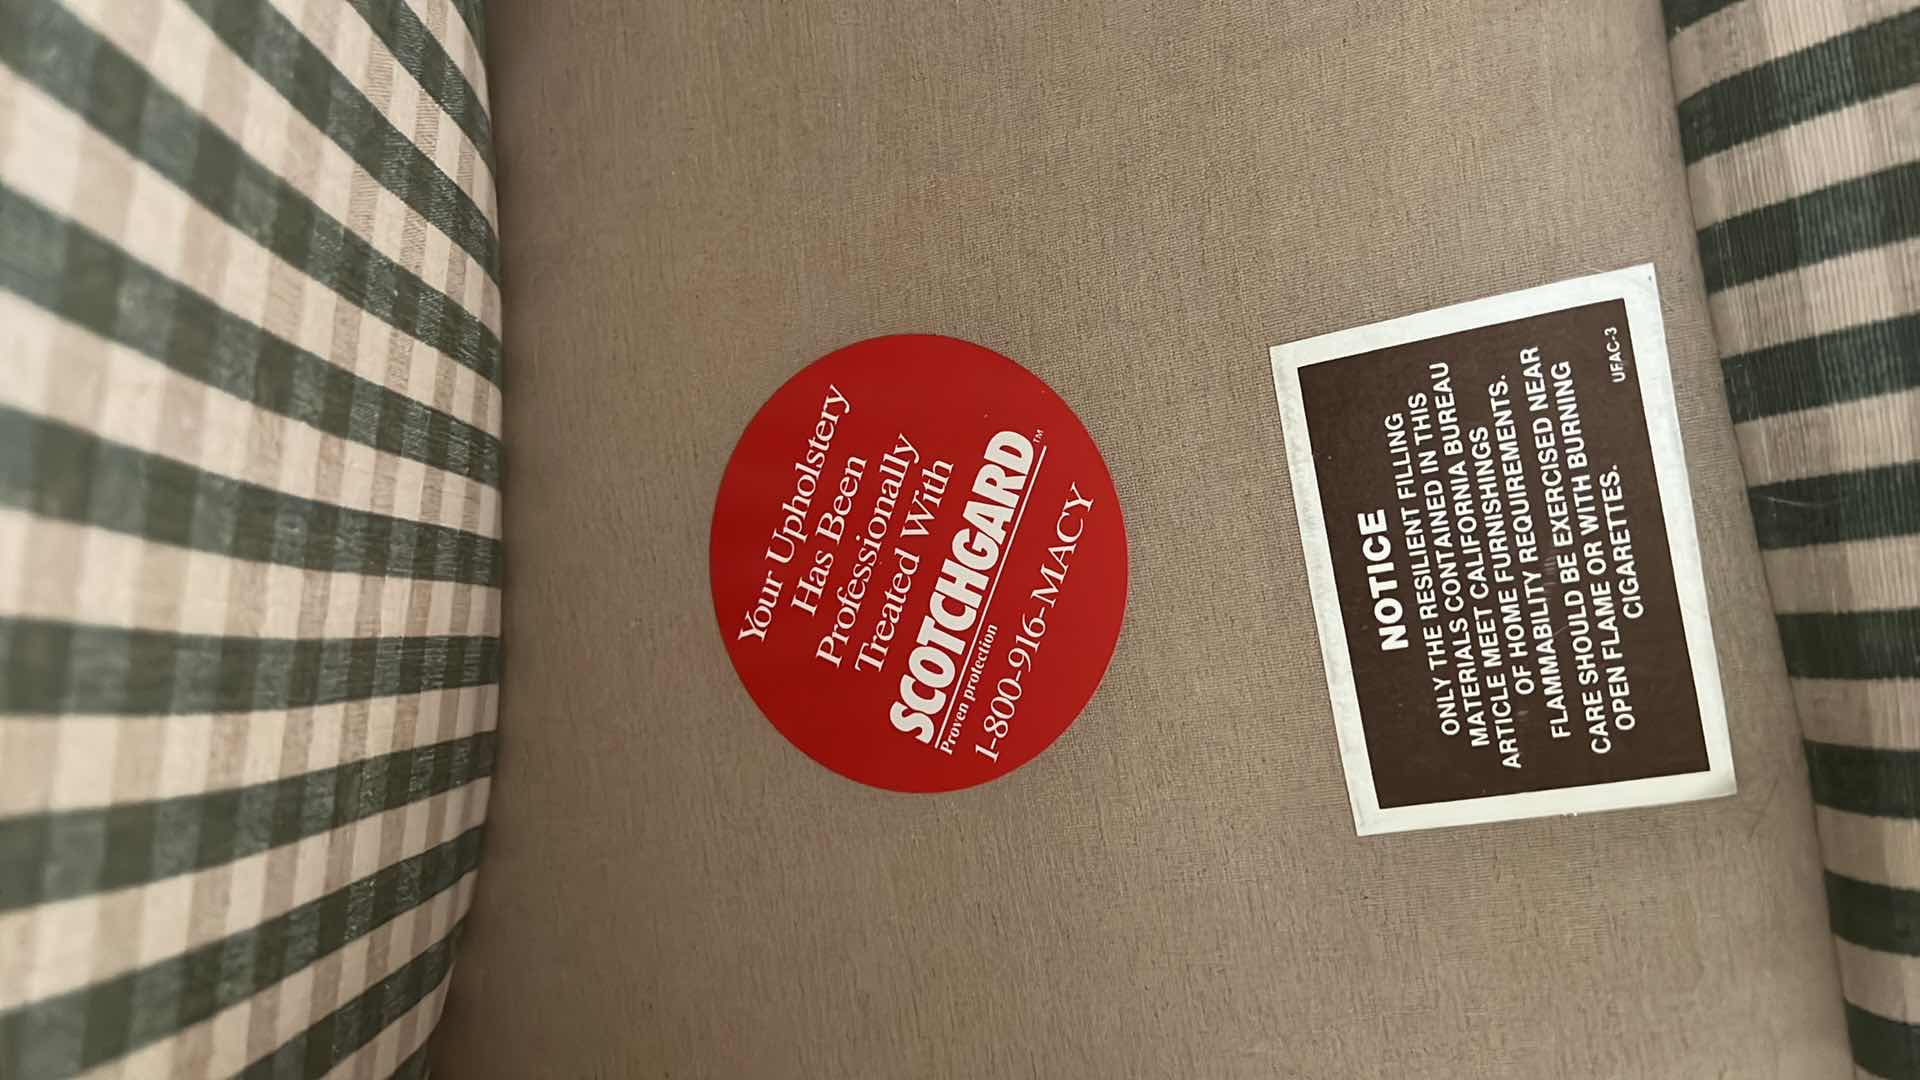 Your Upholstery
Has Been
Professionally
Treated With
SCOTCHGARD™
Proven protection
1-800-916-MACY
NOTICE
ONLY THE RESILIENT FILLING
MATERIALS CONTAINED IN THIS
ARTICLE MEET CALIFORNIA BUREAU
OF HOME FURNISHINGS
FLAMMABILITY REQUIREMENTS.
CARE SHOULD BE EXERCISED NEAR
OPEN FLAME OR WITH BURNING
CIGARETTES.
UFAC-3